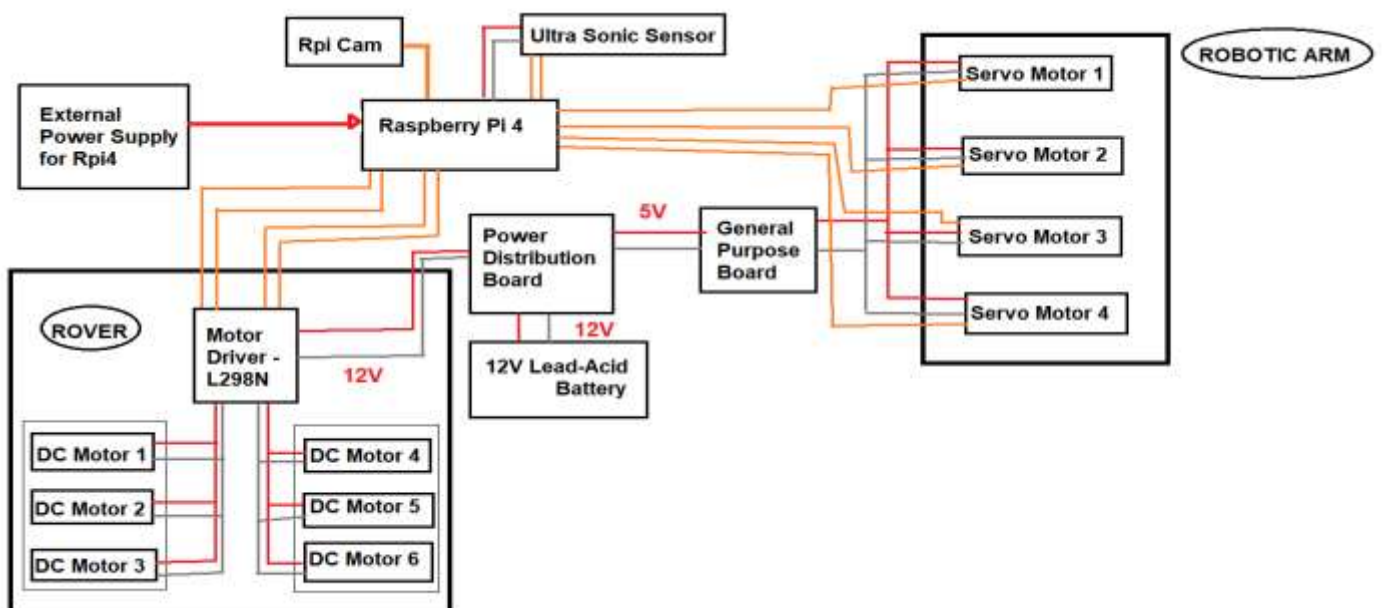 Rpi Cam
Ultra Sonic Sensor
ROBOTIC ARM
Servo Motor 1
External
Power Supply
for Rpi4
Raspberry Pi 4
Servo Motor 2
5V
Power
Distribution
Board
General
Purpose
Board
Servo Motor 3
Servo Motor 4
ROVER
Motor
Driver -
L298N
12V
12V
12V Lead-Acid
Battery
DC Motor 1
DC Motor 4
DC Motor 2
DC Motor 5
DC Motor 3
DC Motor 6